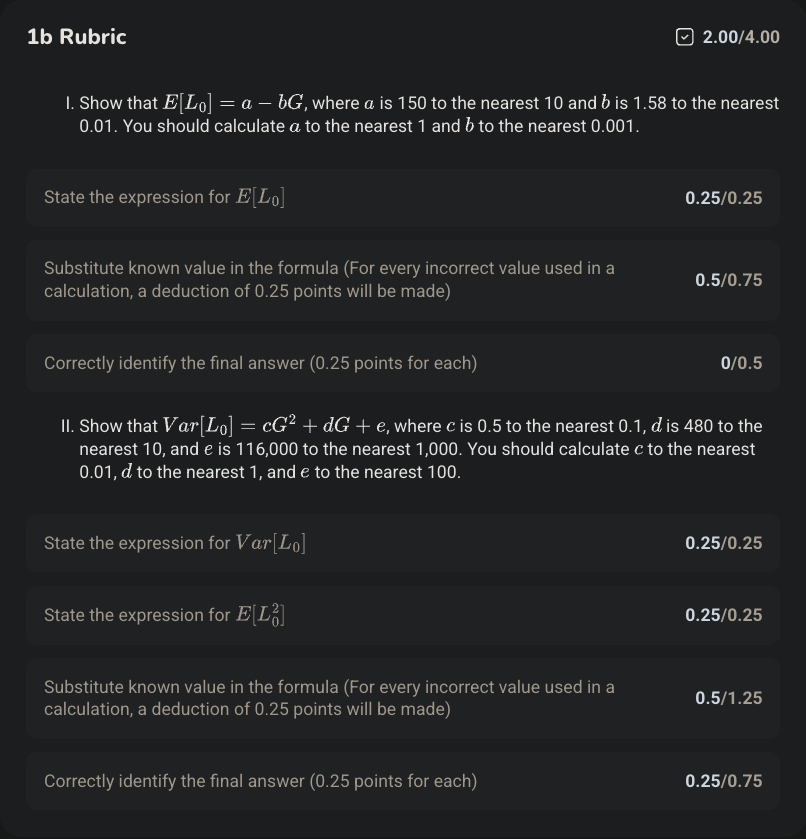 1b Rubric
2.00/4.00
I. Show that E[L₀] = a − bG, where a is 150 to the nearest 10 and b is 1.58 to the nearest
0.01. You should calculate a to the nearest 1 and b to the nearest 0.001.
State the expression for E[L₀]
0.25/0.25
Substitute known value in the formula (For every incorrect value used in a
calculation, a deduction of 0.25 points will be made)
0.5/0.75
Correctly identify the final answer (0.25 points for each)
0/0.5
II. Show that Var[L₀] = cG² + dG + e, where c is 0.5 to the nearest 0.1, d is 480 to the
nearest 10, and e is 116,000 to the nearest 1,000. You should calculate c to the nearest
0.01, d to the nearest 1, and e to the nearest 100.
State the expression for Var[L₀]
0.25/0.25
State the expression for E[L₀²]
0.25/0.25
Substitute known value in the formula (For every incorrect value used in a
calculation, a deduction of 0.25 points will be made)
0.5/1.25
Correctly identify the final answer (0.25 points for each)
0.25/0.75